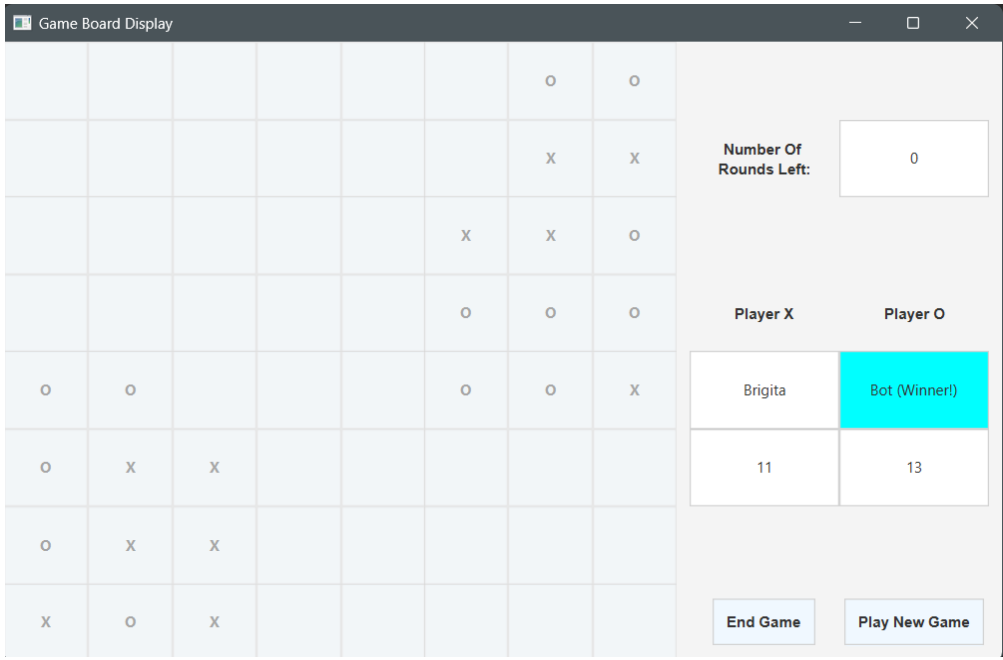 Game Board Display
O O
X X
X X O
O O O
O O O O X
O X X
O X X
X O X
Number Of
Rounds Left:
0
Player X Player O
Brigita Bot (Winner!)
11 13
End Game Play New Game